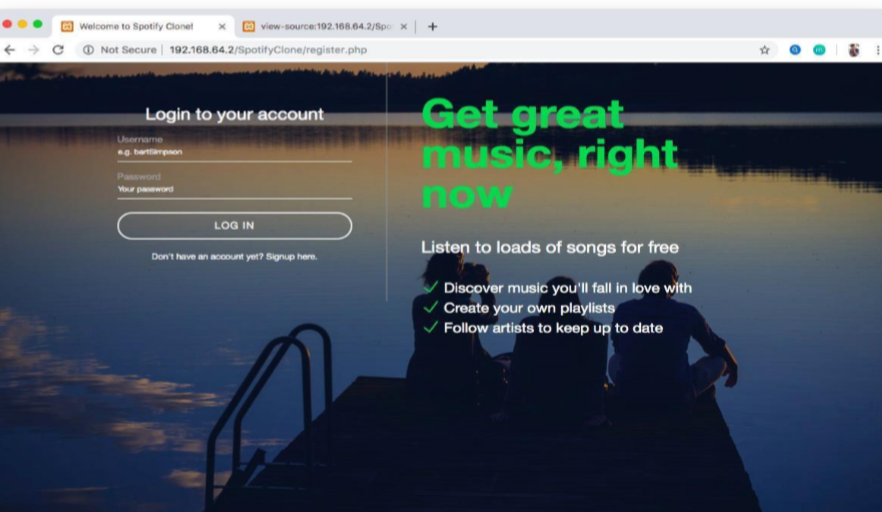 Welcome to Spotify Clone!
view-source:192.168.64.2/Spo
Not Secure | 192.168.64.2/SpotifyClone/register.php
Login to your account
Username
e.g. bartSimpson
Password
Your password
LOG IN
Don't have an account yet? Signup here.
Get great
music, right
now
Listen to loads of songs for free
Discover music you'll fall in love with
Create your own playlists
Follow artists to keep up to date